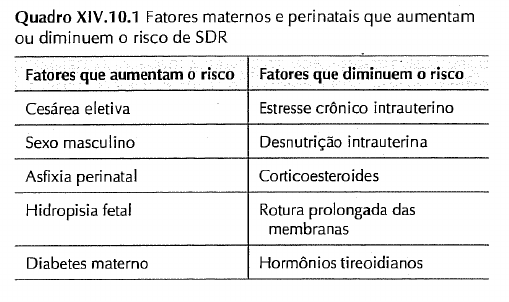 Quadro XIV.10.1 Fatores maternos e perinatais que aumentam
ou diminuem o risco de SDR
Fatores que aumentam o risco Fatores que diminuem o risco
Cesárea eletiva Estresse crônico intrauterino
Sexo masculino Desnutrição intrauterina
Asfixia perinatal Corticoesteroides
Hidropisia fetal Rotura prolongada das
membranas
Diabetes materno Hormônios tireoidianos